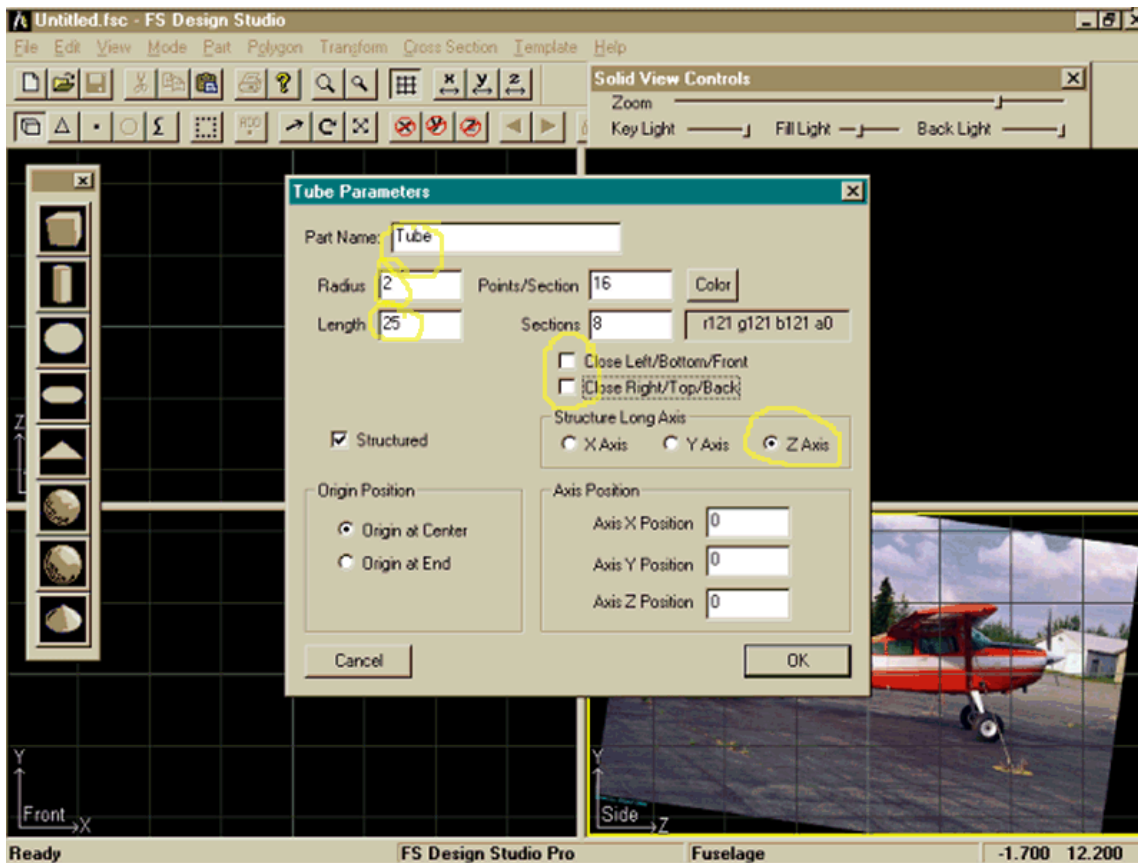 Untitled.fsc - FS Design Studio
File Edit View Mode Part Polygon Transform Cross Section Template Help
x y z
Solid View Controls
Zoom
Key Light Fill Light Back Light
ADD
Tube Parameters
Part Name: Tube
Radius 2 Points/Section 16 Color
Length 25 Sections 8 r121 g121 b121 a0
Close Left/Bottom/Front
Close Right/Top/Back
Structured
Structure Long Axis
X Axis Y Axis Z Axis
Origin Position
Origin at Center
Origin at End
Axis Position
Axis X Position 0
Axis Y Position 0
Axis Z Position 0
Cancel OK
Z
Y
Front X
Y
Side Z
Ready FS Design Studio Pro Fuselage -1.700 12.200